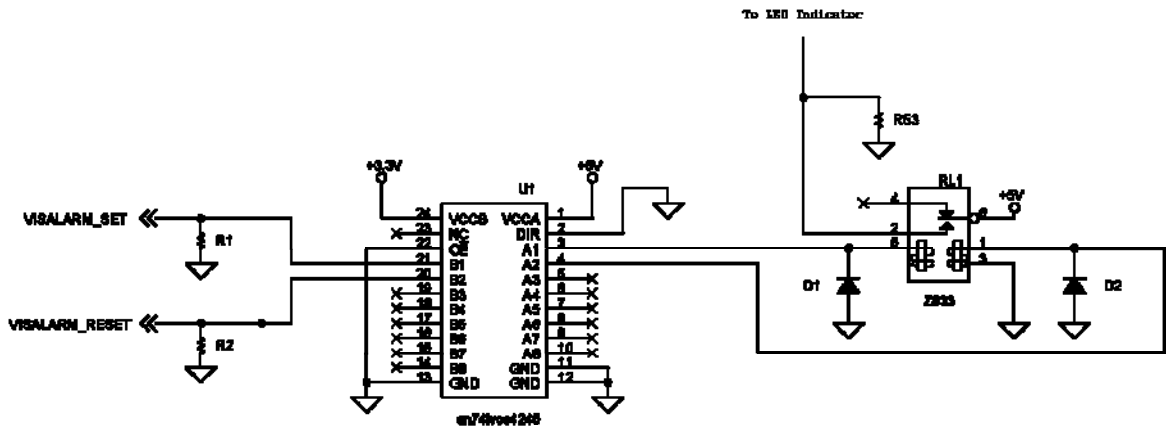 To LED Indicator
R53
RL1
+3.3V
+5V
U1
+5V
4
6
2
5
1
3
Z833
VISALARM_SET
R1
VISALARM_RESET
R2
24 VCCB VCCA 1
23 NC DIR 2
22 OE A1 3
21 B1 A2 4
20 B2 A3 5
19 B3 A4 6
18 B4 A5 7
17 B5 A6 8
16 B6 A7 9
15 B7 A8 10
14 B8 GND 11
13 GND GND 12
D1
D2